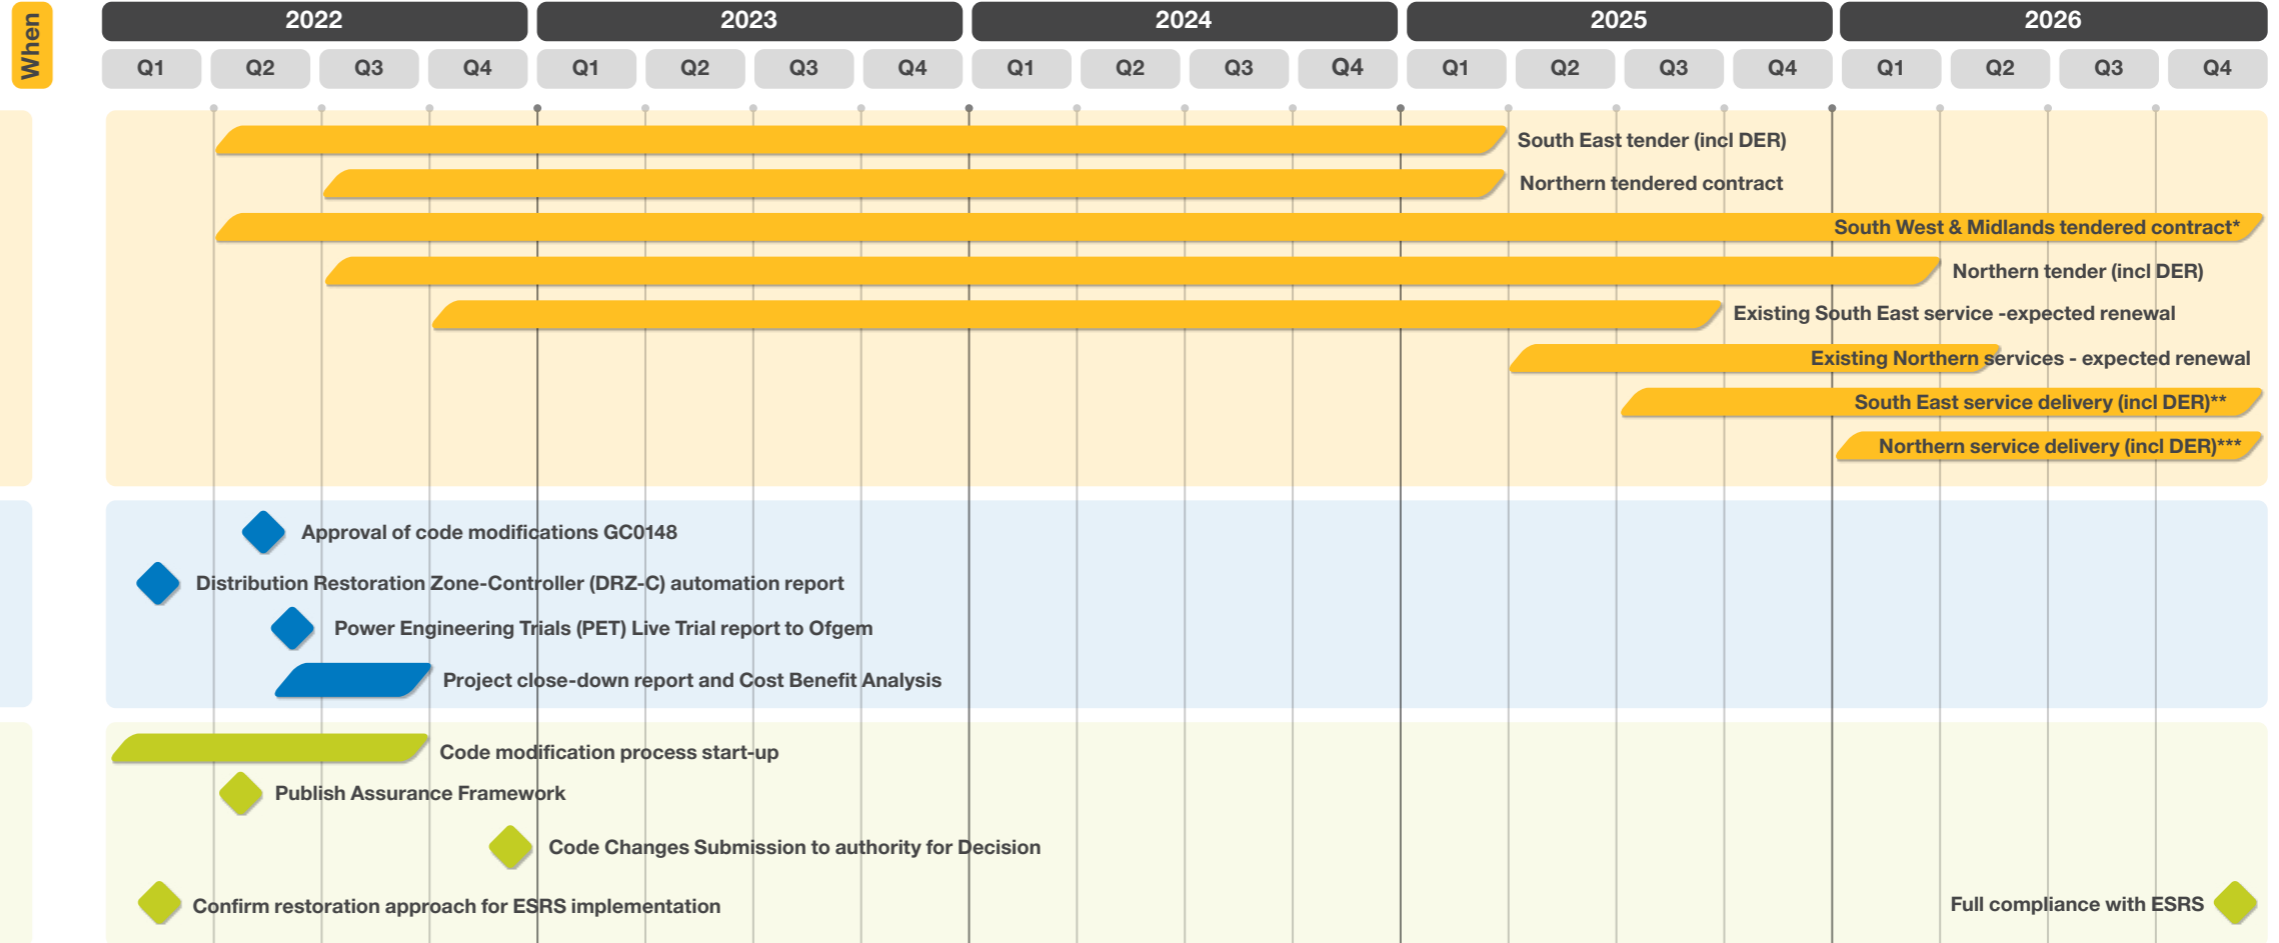 When
2022 2023 2024 2025 2026
Q1 Q2 Q3 Q4 Q1 Q2 Q3 Q4 Q1 Q2 Q3 Q4 Q1 Q2 Q3 Q4 Q1 Q2 Q3 Q4
South East tender (incl DER)
Northern tendered contract
South West & Midlands tendered contract*
Northern tender (incl DER)
Existing South East service -expected renewal
Existing Northern services - expected renewal
South East service delivery (incl DER)**
Northern service delivery (incl DER)***
Approval of code modifications GC0148
Distribution Restoration Zone-Controller (DRZ-C) automation report
Power Engineering Trials (PET) Live Trial report to Ofgem
Project close-down report and Cost Benefit Analysis
Code modification process start-up
Publish Assurance Framework
Code Changes Submission to authority for Decision
Confirm restoration approach for ESRS implementation
Full compliance with ESRS